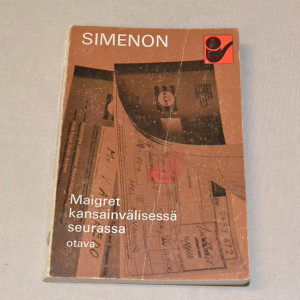 SIMENON
Maigret
kansainvälisessä
seurassa
otava